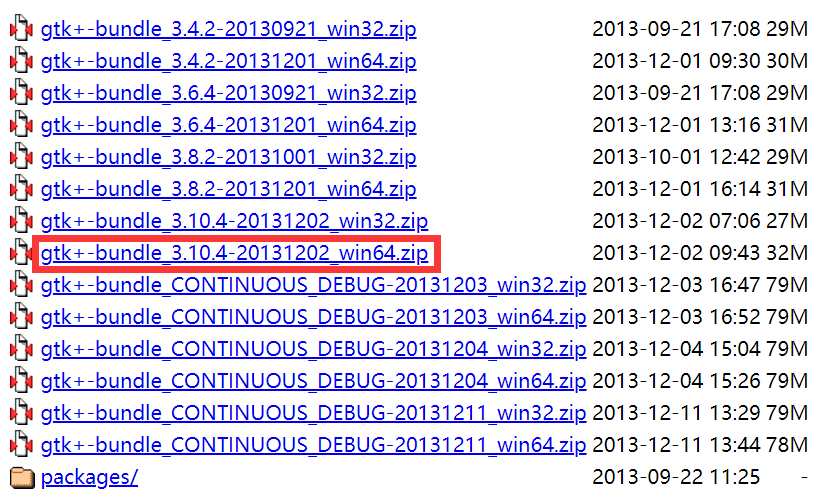 gtk+-bundle_3.4.2-20130921_win32.zip 2013-09-21 17:08 29M
gtk+-bundle_3.4.2-20131201_win64.zip 2013-12-01 09:30 30M
gtk+-bundle_3.6.4-20130921_win32.zip 2013-09-21 17:08 29M
gtk+-bundle_3.6.4-20131201_win64.zip 2013-12-01 13:16 31M
gtk+-bundle_3.8.2-20131001_win32.zip 2013-10-01 12:42 29M
gtk+-bundle_3.8.2-20131201_win64.zip 2013-12-01 16:14 31M
gtk+-bundle_3.10.4-20131202_win32.zip 2013-12-02 07:06 27M
gtk+-bundle_3.10.4-20131202_win64.zip 2013-12-02 09:43 32M
gtk+-bundle_CONTINUOUS_DEBUG-20131203_win32.zip 2013-12-03 16:47 79M
gtk+-bundle_CONTINUOUS_DEBUG-20131203_win64.zip 2013-12-03 16:52 79M
gtk+-bundle_CONTINUOUS_DEBUG-20131204_win32.zip 2013-12-04 15:04 79M
gtk+-bundle_CONTINUOUS_DEBUG-20131204_win64.zip 2013-12-04 15:26 79M
gtk+-bundle_CONTINUOUS_DEBUG-20131211_win32.zip 2013-12-11 13:29 79M
gtk+-bundle_CONTINUOUS_DEBUG-20131211_win64.zip 2013-12-11 13:44 78M
packages/ 2013-09-22 11:25 -